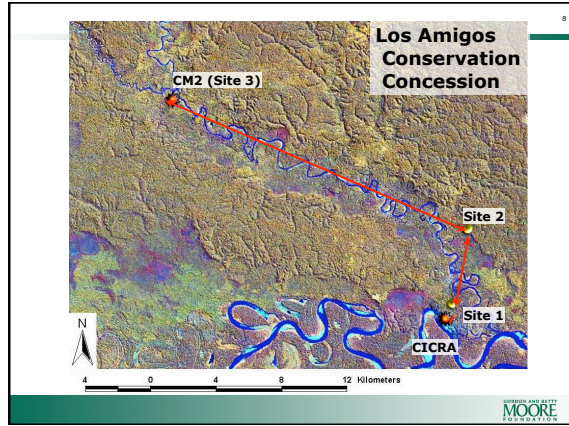 8
Los Amigos
Conservation
Concession
CM2 (Site 3)
Site 2
Site 1
CICRA
N
4 0 4 8 12 Kilometers
GORDON AND BETTY
MOORE
FOUNDATION